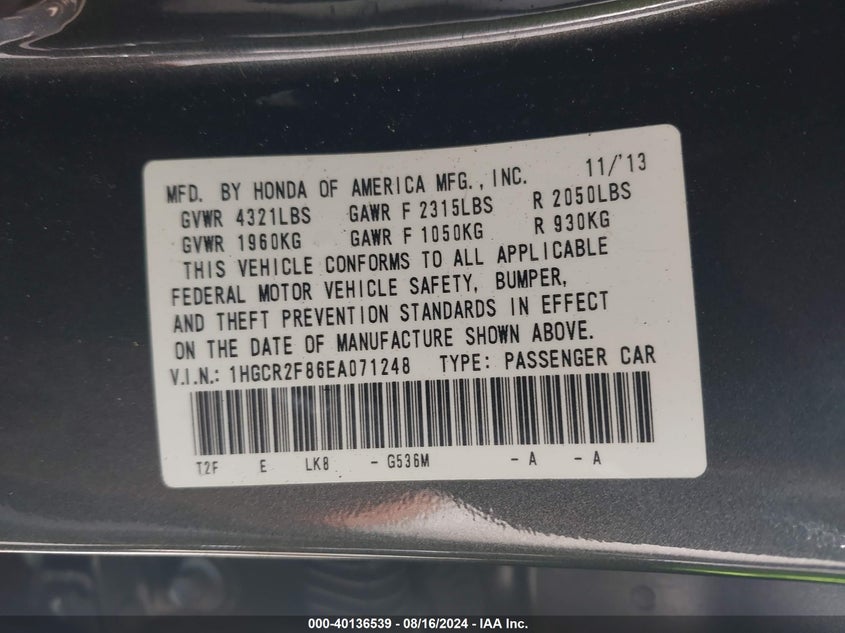 MFD. BY HONDA OF AMERICA MFG., INC. 11/'13
GVWR 4321LBS GAWR F 2315LBS R 2050LBS
GVWR 1960KG GAWR F 1050KG R 930KG
THIS VEHICLE CONFORMS TO ALL APPLICABLE
FEDERAL MOTOR VEHICLE SAFETY, BUMPER,
AND THEFT PREVENTION STANDARDS IN EFFECT
ON THE DATE OF MANUFACTURE SHOWN ABOVE.
V.I.N.: 1HGCR2F86EA071248 TYPE: PASSENGER CAR
T2F E LK8 - G536M - A - A
000-40136539 - 08/16/2024 - IAA Inc.